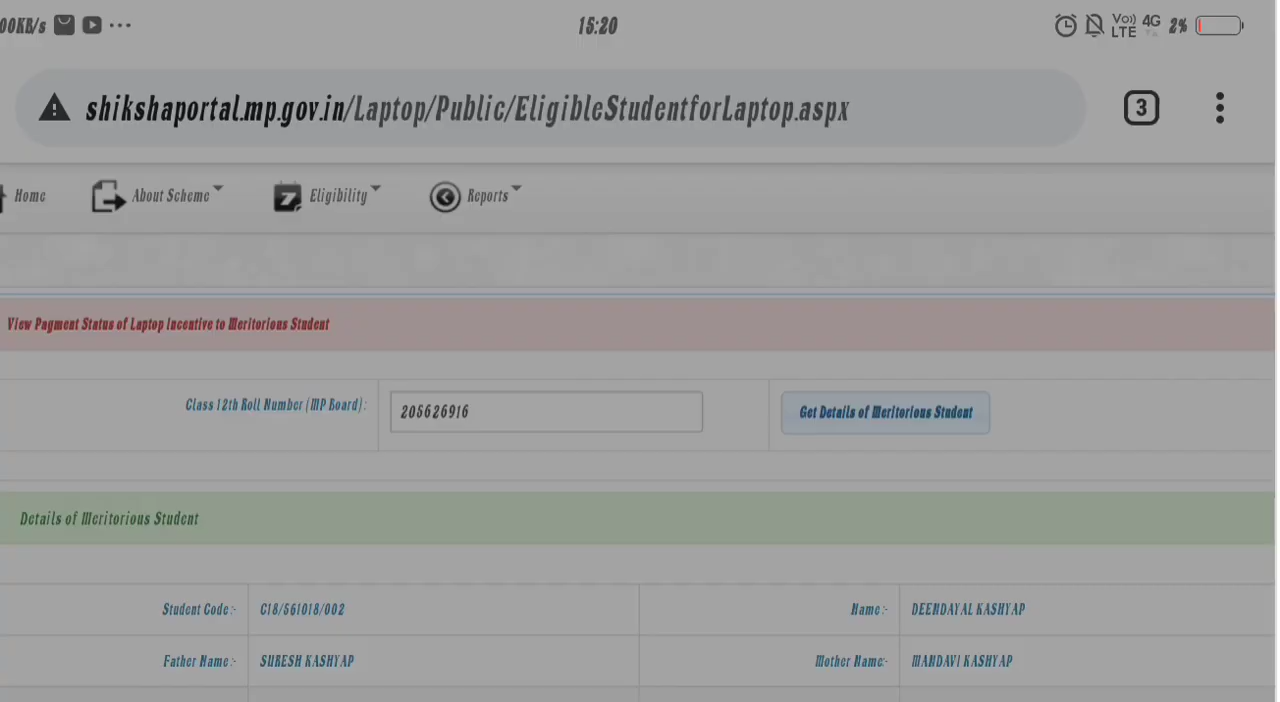 00KB/s 15:20 Vo)) LTE 4G 2%
shikshaportal.mp.gov.in/Laptop/Public/EligibleStudentforLaptop.aspx 3
Home About Scheme Eligibility Reports
View Payment Status of Laptop Incentive to Meritorious Student
Class 12th Roll Number (MP Board) : 205626916 Get Details of Meritorious Student
Details of Meritorious Student
Student Code :- C18/561018/002 Name :- DEENDAYAL KASHYAP
Father Name :- SURESH KASHYAP Mother Name:- MANDAVI KASHYAP